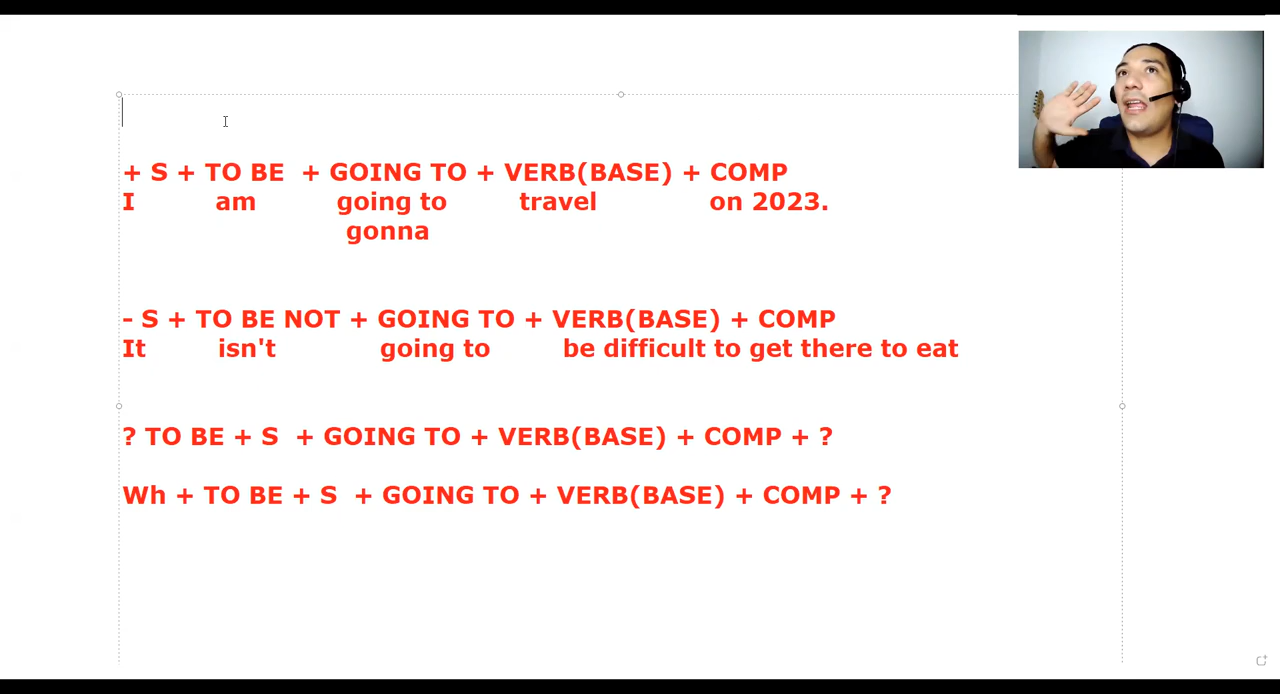 + S + TO BE + GOING TO + VERB(BASE) + COMP
I am going to travel on 2023.
gonna
- S + TO BE NOT + GOING TO + VERB(BASE) + COMP
It isn't going to be difficult to get there to eat
? TO BE + S + GOING TO + VERB(BASE) + COMP + ?
Wh + TO BE + S + GOING TO + VERB(BASE) + COMP + ?